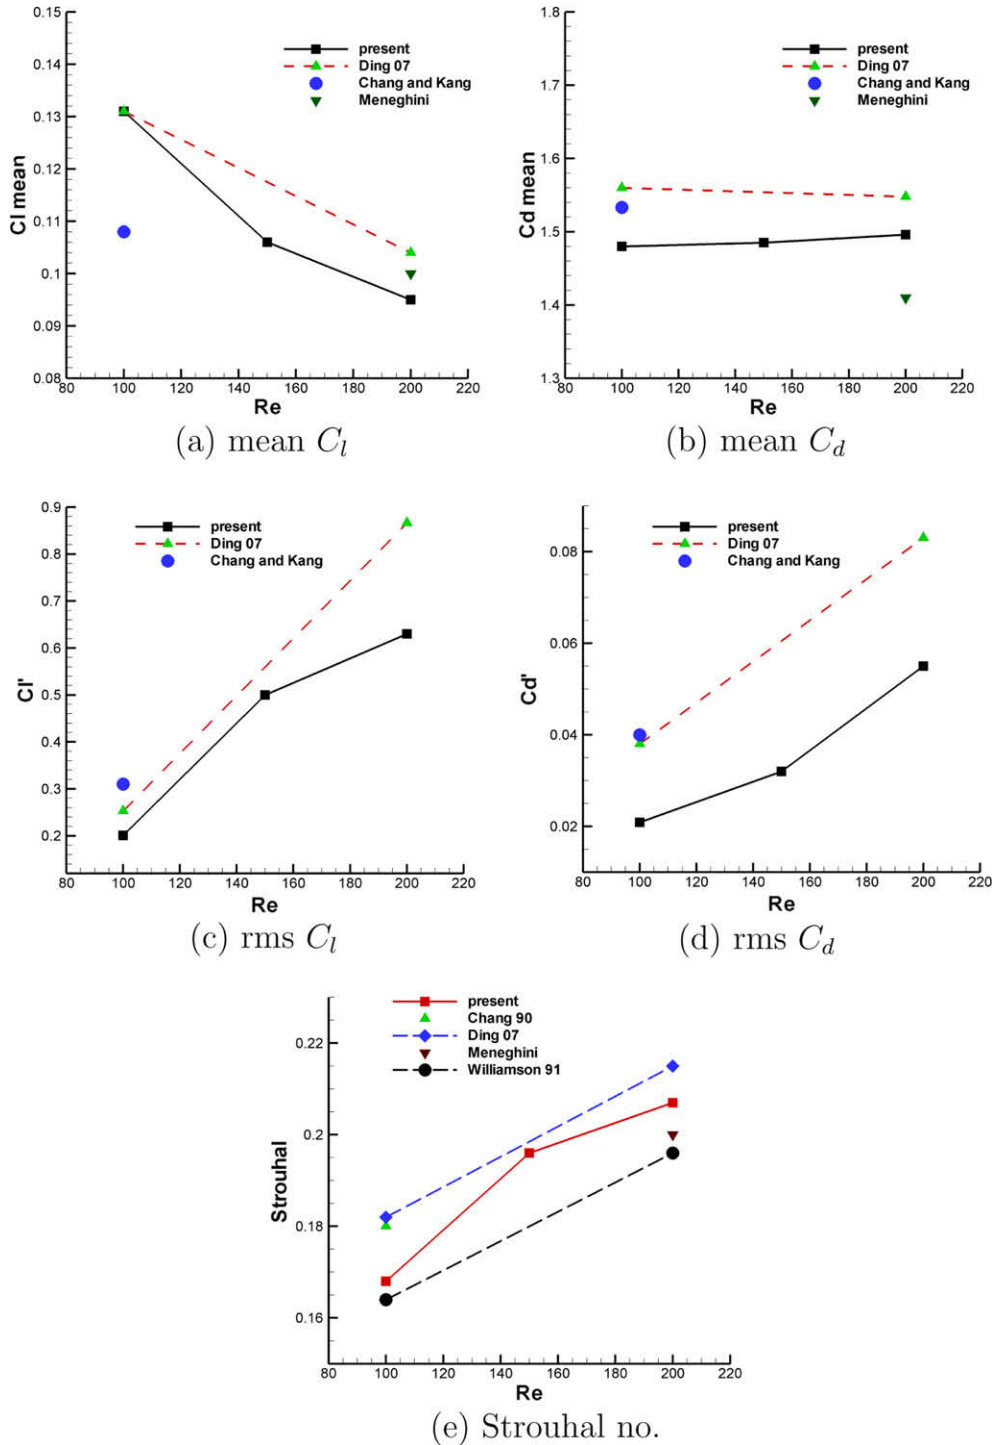 0.15
0.14
0.13
0.12
0.11
0.1
0.09
0.08
Cl mean
80 100 120 140 160 180 200 220
Re
present
Ding 07
Chang and Kang
Meneghini
(a) mean C_l
1.8
1.7
1.6
1.5
1.4
1.3
Cd mean
80 100 120 140 160 180 200 220
Re
present
Ding 07
Chang and Kang
Meneghini
(b) mean C_d
0.9
0.8
0.7
0.6
0.5
0.4
0.3
0.2
Cl'
80 100 120 140 160 180 200 220
Re
present
Ding 07
Chang and Kang
(c) rms C_l
0.08
0.06
0.04
0.02
Cd'
80 100 120 140 160 180 200 220
Re
present
Ding 07
Chang and Kang
(d) rms C_d
0.22
0.2
0.18
0.16
Strouhal
80 100 120 140 160 180 200 220
Re
present
Chang 90
Ding 07
Meneghini
Williamson 91
(e) Strouhal no.